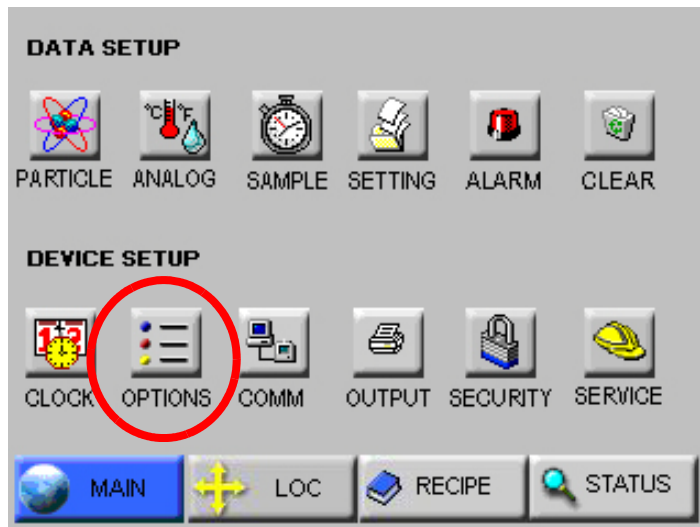 DATA SETUP
°C °F
PARTICLE ANALOG SAMPLE SETTING ALARM CLEAR
DEVICE SETUP
CLOCK OPTIONS COMM OUTPUT SECURITY SERVICE
MAIN LOC RECIPE STATUS